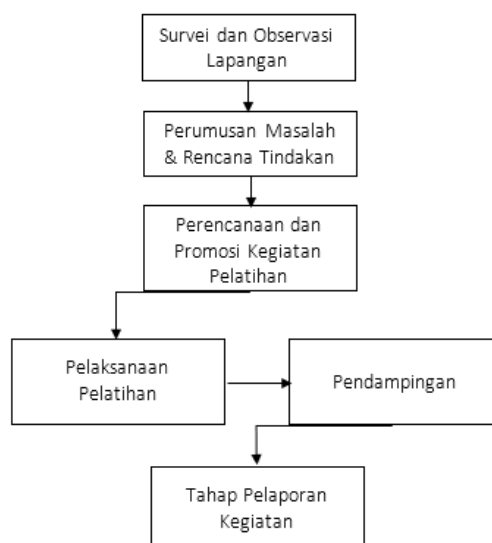 Survei dan Observasi
Lapangan
Perumusan Masalah
& Rencana Tindakan
Perencanaan dan
Promosi Kegiatan
Pelatihan
Pelaksanaan
Pelatihan
Pendampingan
Tahap Pelaporan
Kegiatan